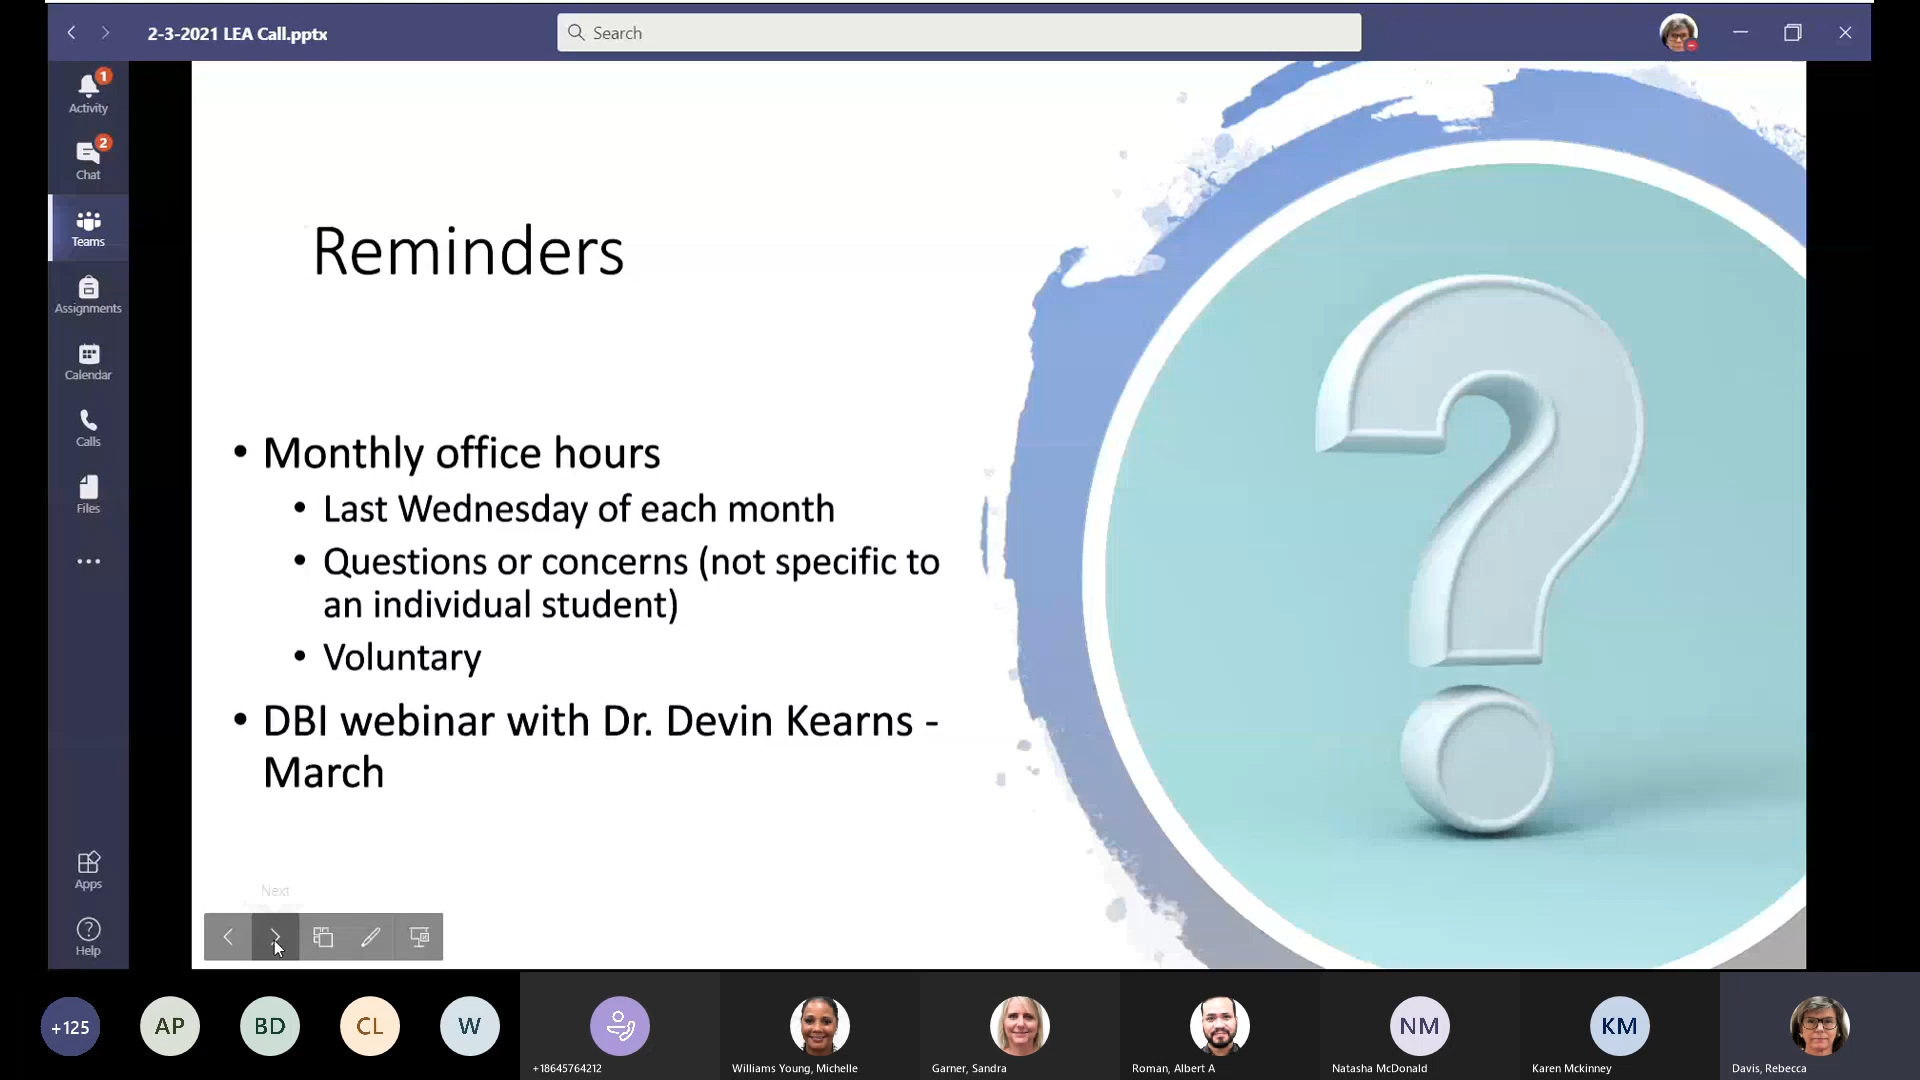 2-3-2021 LEA Call.pptx
Search
1
Activity
2
Chat
Teams
Assignments
Calendar
Calls
Files
Apps
Help
Reminders
• Monthly office hours
• Last Wednesday of each month
• Questions or concerns (not specific to
an individual student)
• Voluntary
• DBI webinar with Dr. Devin Kearns -
March
Next
+125
AP
BD
CL
W
NM
KM
+18645764212
Williams Young, Michelle
Garner, Sandra
Roman, Albert A
Natasha McDonald
Karen Mckinney
Davis, Rebecca